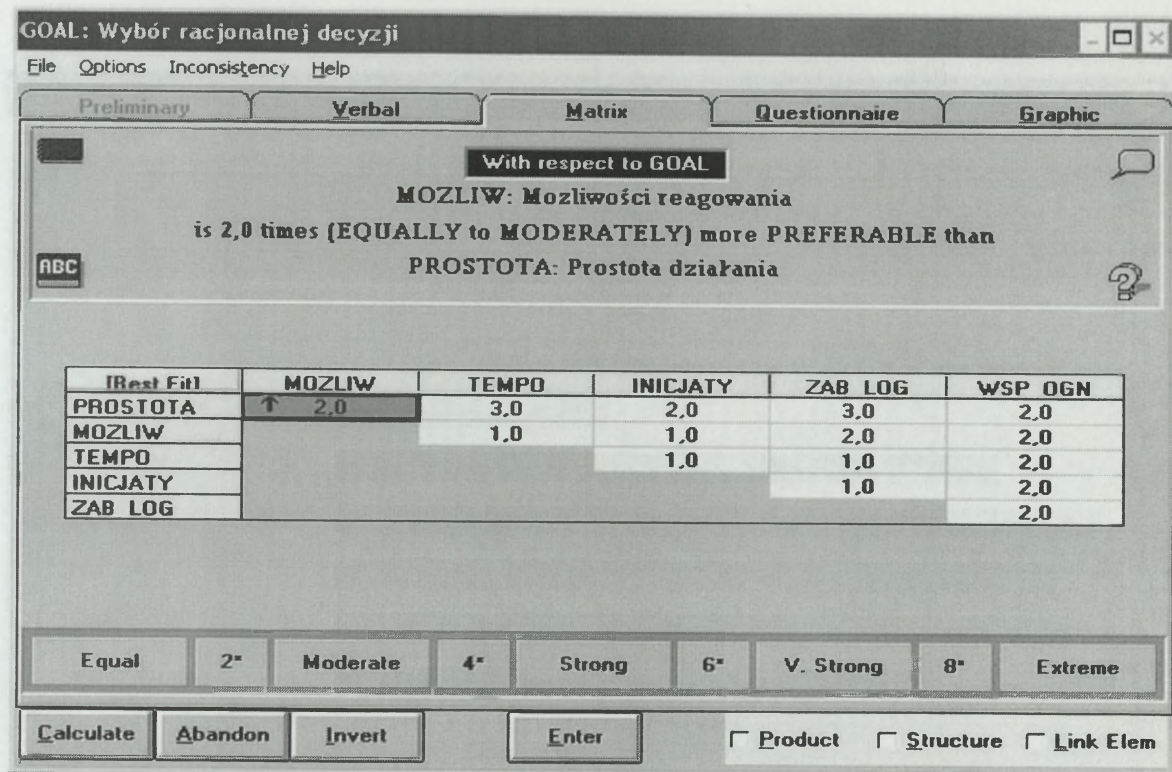 GOAL: Wybór racjonalnej decyzji
File Options Inconsistency Help
Preliminary Verbal Matrix Questionnaire Graphic
With respect to GOAL
MOZLIW: Mozliwości reagowania
is 2,0 times (EQUALLY to MODERATELY) more PREFERABLE than
ABC PROSTOTA: Prostota działania
[Best Fit] MOZLIW TEMPO INICJATY ZAB LOG WSP OGN
PROSTOTA ↑ 2,0 3,0 2,0 3,0 2,0
MOZLIW 1,0 1,0 2,0 2,0
TEMPO 1,0 1,0 2,0
INICJATY 1,0 2,0
ZAB LOG 2,0
Equal 2" Moderate 4" Strong 6" V. Strong 8" Extreme
Calculate Abandon Invert Enter Product Structure Link Elem